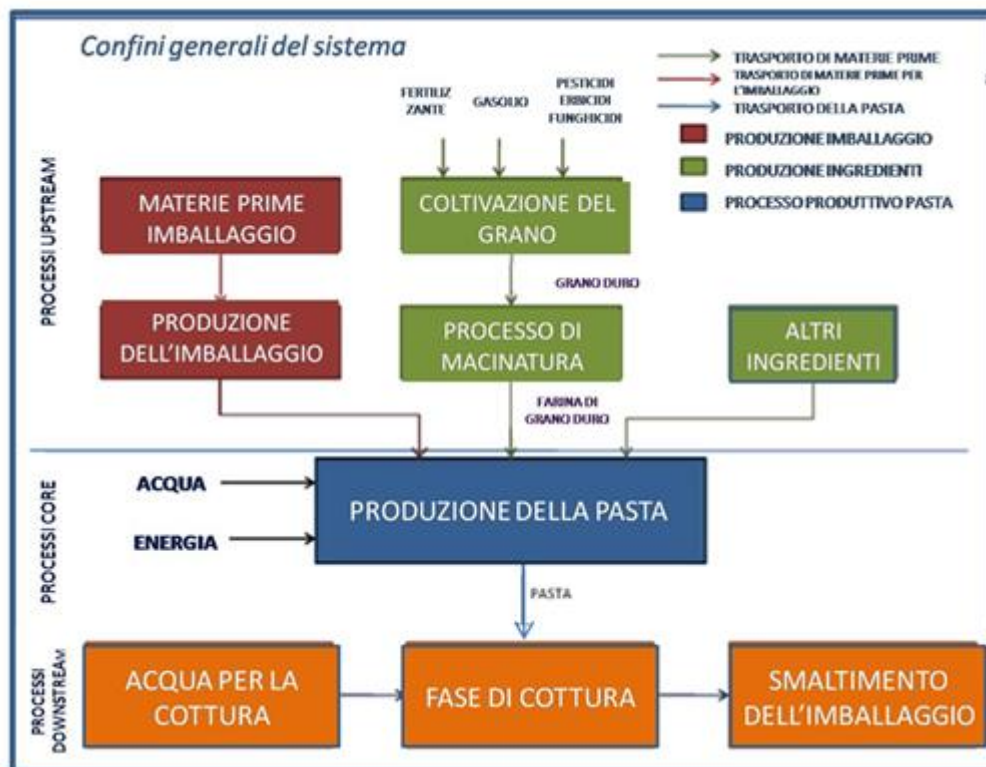 Confini generali del sistema
TRASPORTO DI MATERIE PRIME
TRASPORTO DI MATERIE PRIME PER
L'IMBALLAGGIO
TRASPORTO DELLA PASTA
PRODUZIONE IMBALLAGGIO
PRODUZIONE INGREDIENTI
PROCESSO PRODUTTIVO PASTA
FERTILIZ
ZANTE
GASOLIO
PESTICIDI
ERBICIDI
FUNGHICIDI
PROCESSI UPSTREAM
MATERIE PRIME
IMBALLAGGIO
COLTIVAZIONE DEL
GRANO
GRANO DURO
PRODUZIONE
DELL'IMBALLAGGIO
PROCESSO DI
MACINATURA
ALTRI
INGREDIENTI
FARINA DI
GRANO DURO
PROCESSI CORE
ACQUA
ENERGIA
PRODUZIONE DELLA PASTA
PASTA
PROCESSI
DOWNSTREAM
ACQUA PER LA
COTTURA
FASE DI COTTURA
SMALTIMENTO
DELL'IMBALLAGGIO